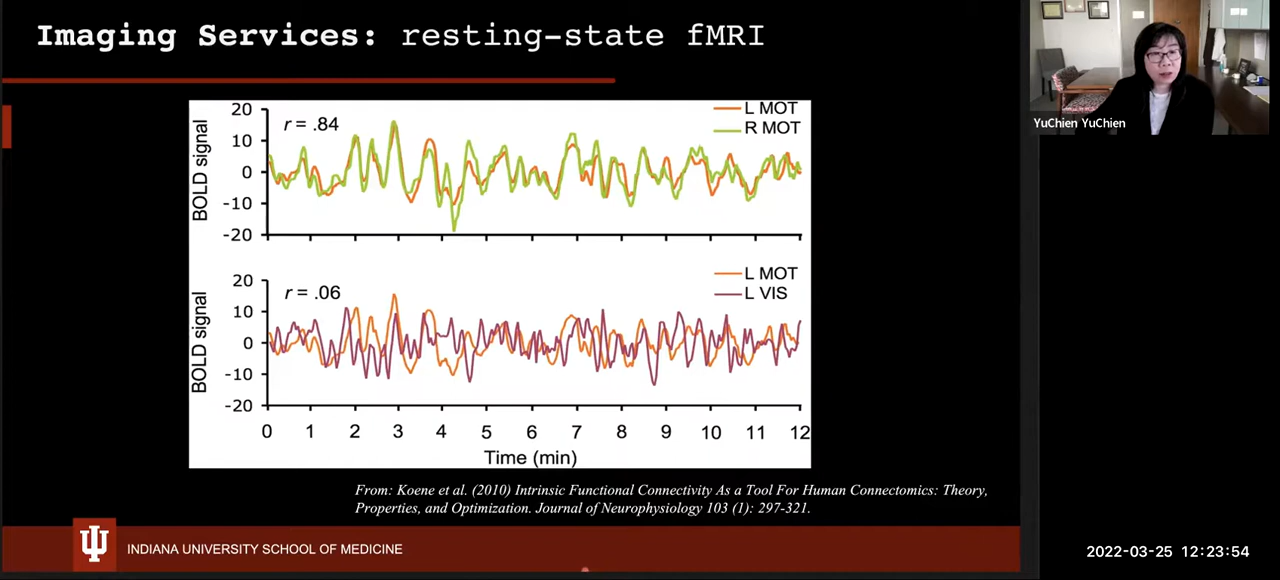 Imaging Services: resting-state fMRI
YuChien YuChien
20
10
0
-10
-20
BOLD signal
r = .84
L MOT
R MOT
20
10
0
-10
-20
BOLD signal
r = .06
L MOT
L VIS
0 1 2 3 4 5 6 7 8 9 10 11 12
Time (min)
From: Koene et al. (2010) Intrinsic Functional Connectivity As a Tool For Human Connectomics: Theory,
Properties, and Optimization. Journal of Neurophysiology 103 (1): 297-321.
INDIANA UNIVERSITY SCHOOL OF MEDICINE
2022-03-25 12:23:54